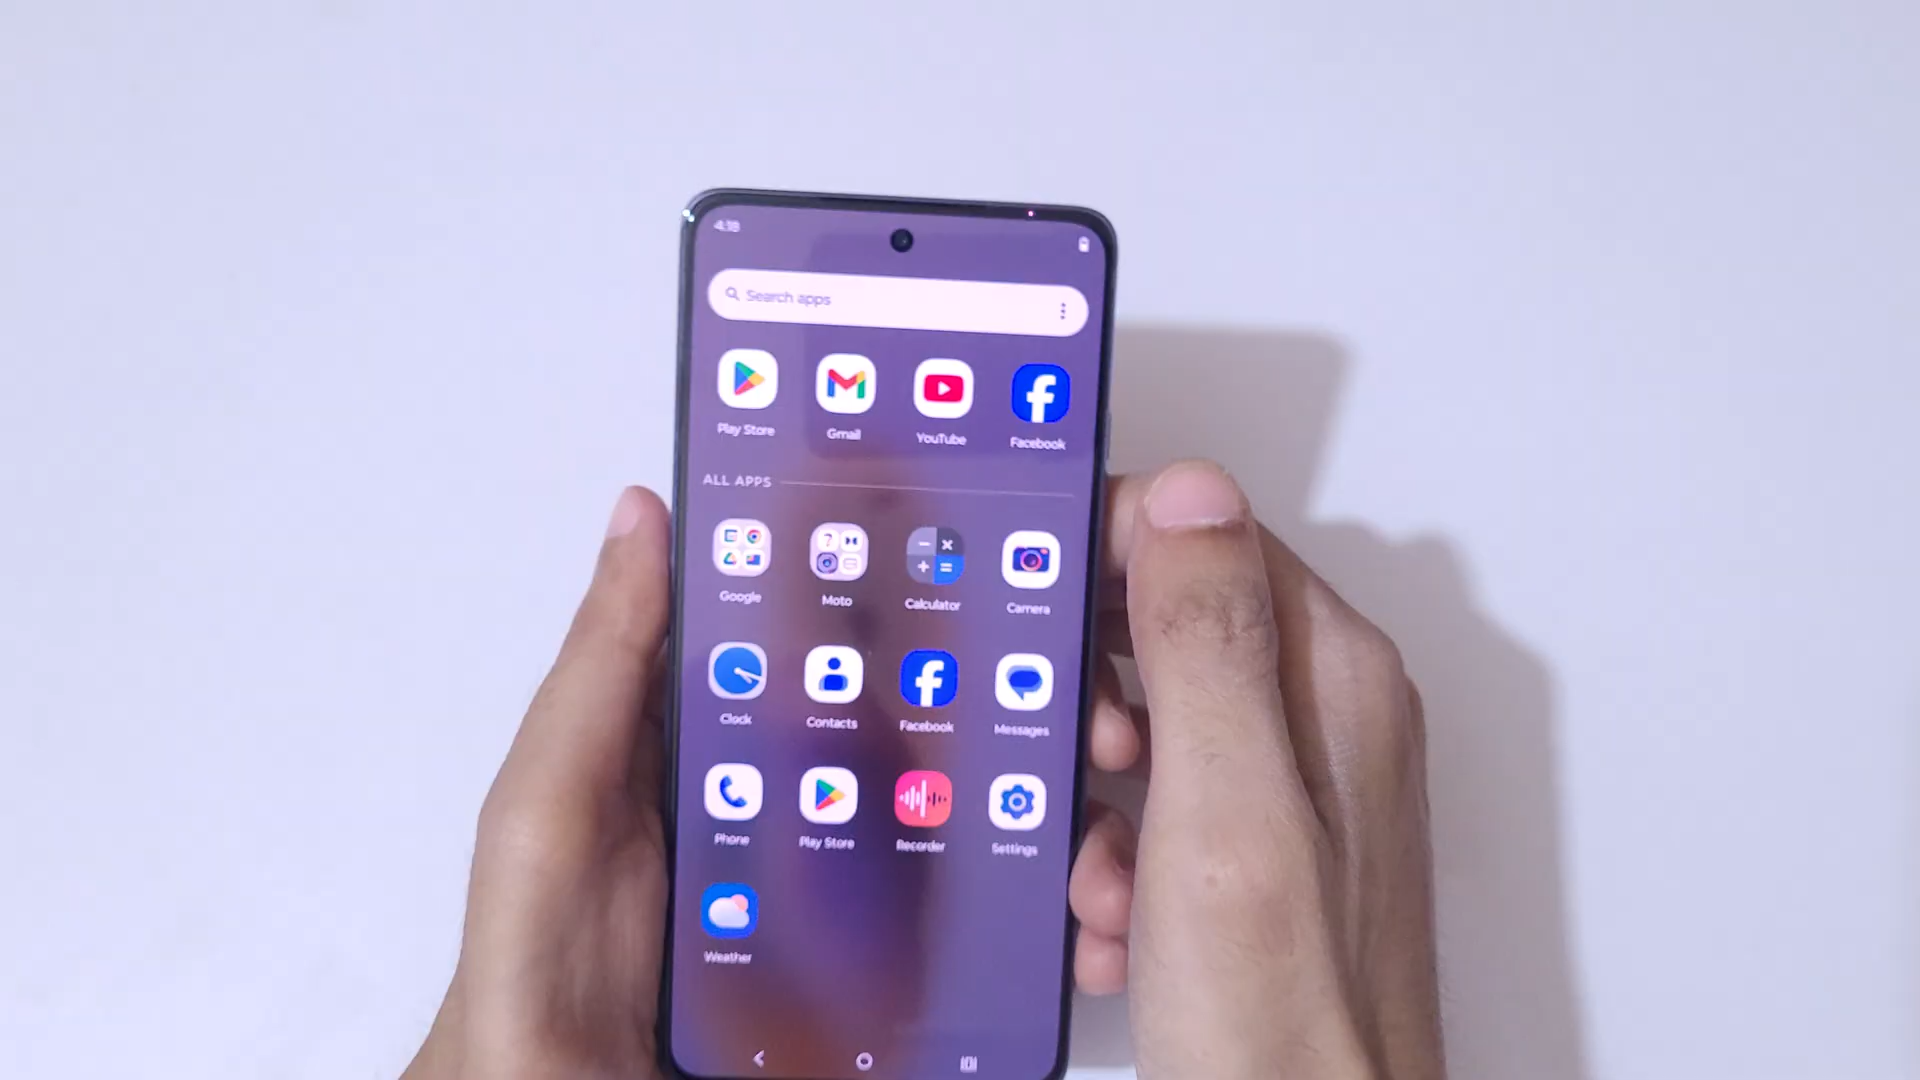 4:18
Search apps
Play Store Gmail YouTube Facebook
ALL APPS
Google Moto Calculator Camera
Clock Contacts Facebook Messages
Phone Play Store Recorder Settings
Weather